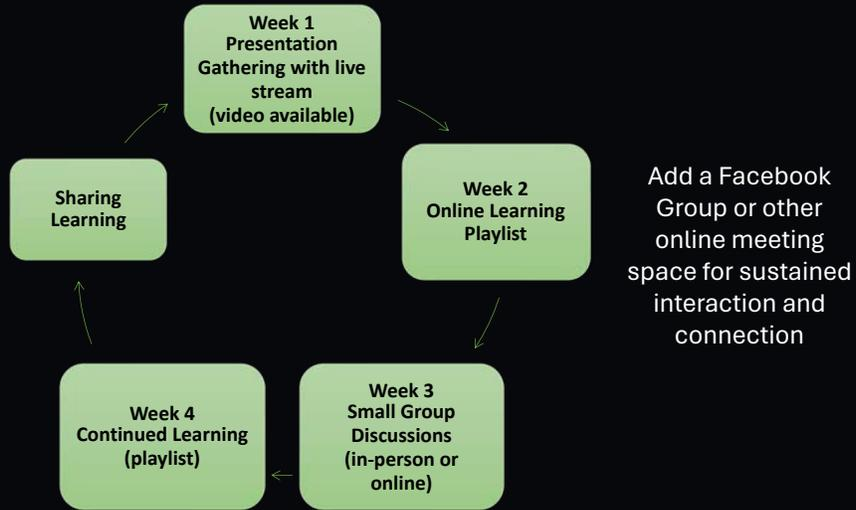 Week 1
Presentation
Gathering with live
stream
(video available)
Week 2
Online Learning
Playlist
Week 3
Small Group
Discussions
(in-person or
online)
Week 4
Continued Learning
(playlist)
Sharing
Learning
Add a Facebook
Group or other
online meeting
space for sustained
interaction and
connection